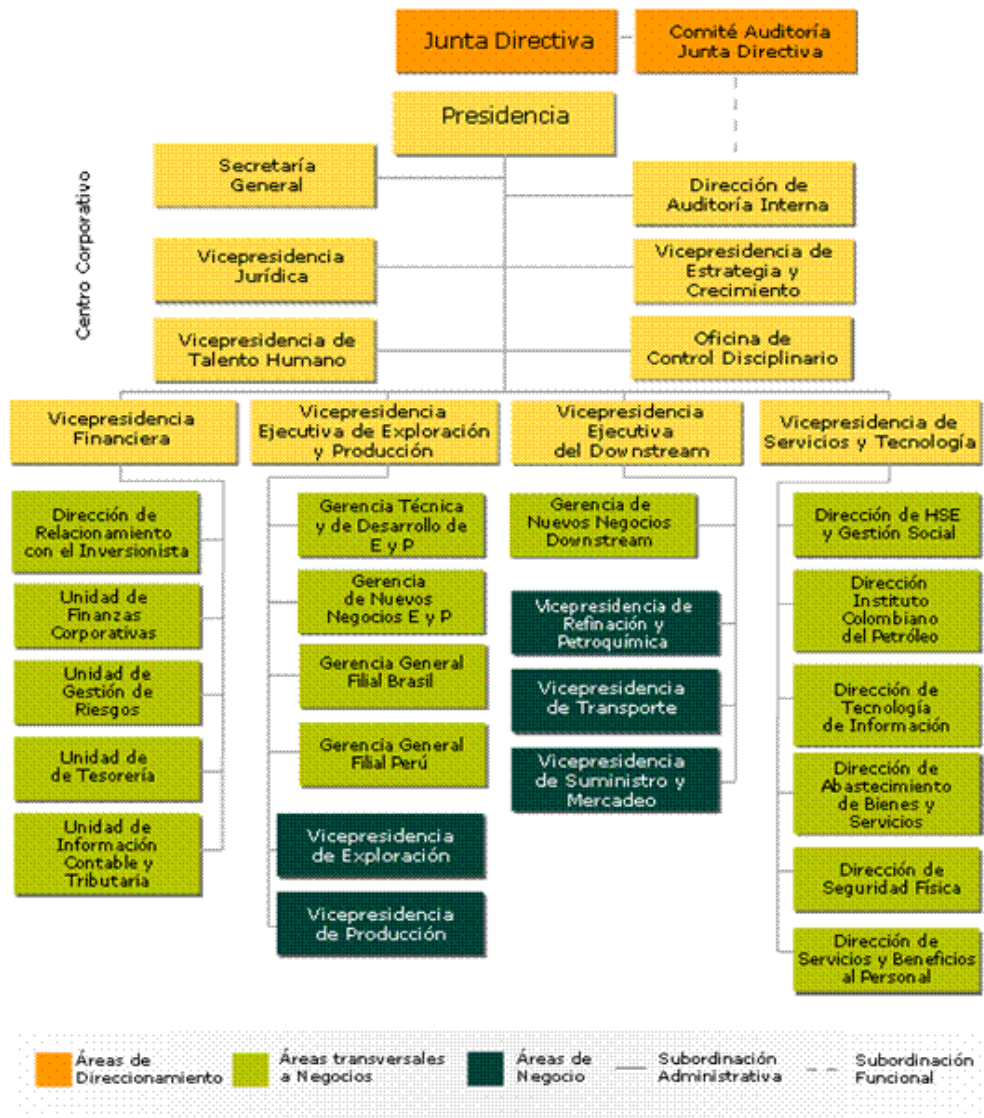 Junta Directiva
Comité Auditoría
Junta Directiva
Presidencia
Centro Corporativo
Secretaría
General
Dirección de
Auditoría Interna
Vicepresidencia
Jurídica
Vicepresidencia de
Estrategia y
Crecimiento
Vicepresidencia de
Talento Humano
Oficina de
Control Disciplinario
Vicepresidencia
Financiera
Vicepresidencia
Ejecutiva de Exploración
y Producción
Vicepresidencia
Ejecutiva
del Downstream
Vicepresidencia de
Servicios y Tecnología
Dirección de
Relacionamiento
con el Inversionista
Unidad de
Finanzas
Corporativas
Unidad de
Gestión de
Riesgos
Unidad de
de Tesorería
Unidad de
Información
Contable y
Tributaria
Gerencia Técnica
y de Desarrollo de
E y P
Gerencia
de Nuevos
Negocios E y P
Gerencia General
Filial Brasil
Gerencia General
Filial Perú
Vicepresidencia
de Exploración
Vicepresidencia
de Producción
Gerencia de
Nuevos Negocios
Downstream
Vicepresidencia de
Refinación y
Petroquímica
Vicepresidencia
de Transporte
Vicepresidencia
de Suministro y
Mercadeo
Dirección de HSE
y Gestión Social
Dirección
Instituto
Colombiano
del Petróleo
Dirección de
Tecnología
de Información
Dirección de
Abastecimiento
de Bienes y
Servicios
Dirección de
Seguridad Física
Dirección de
Servicios y Beneficios
al Personal
Áreas de
Direccionamiento
Áreas transversales
a Negocios
Áreas de
Negocio
Subordinación
Administrativa
Subordinación
Funcional